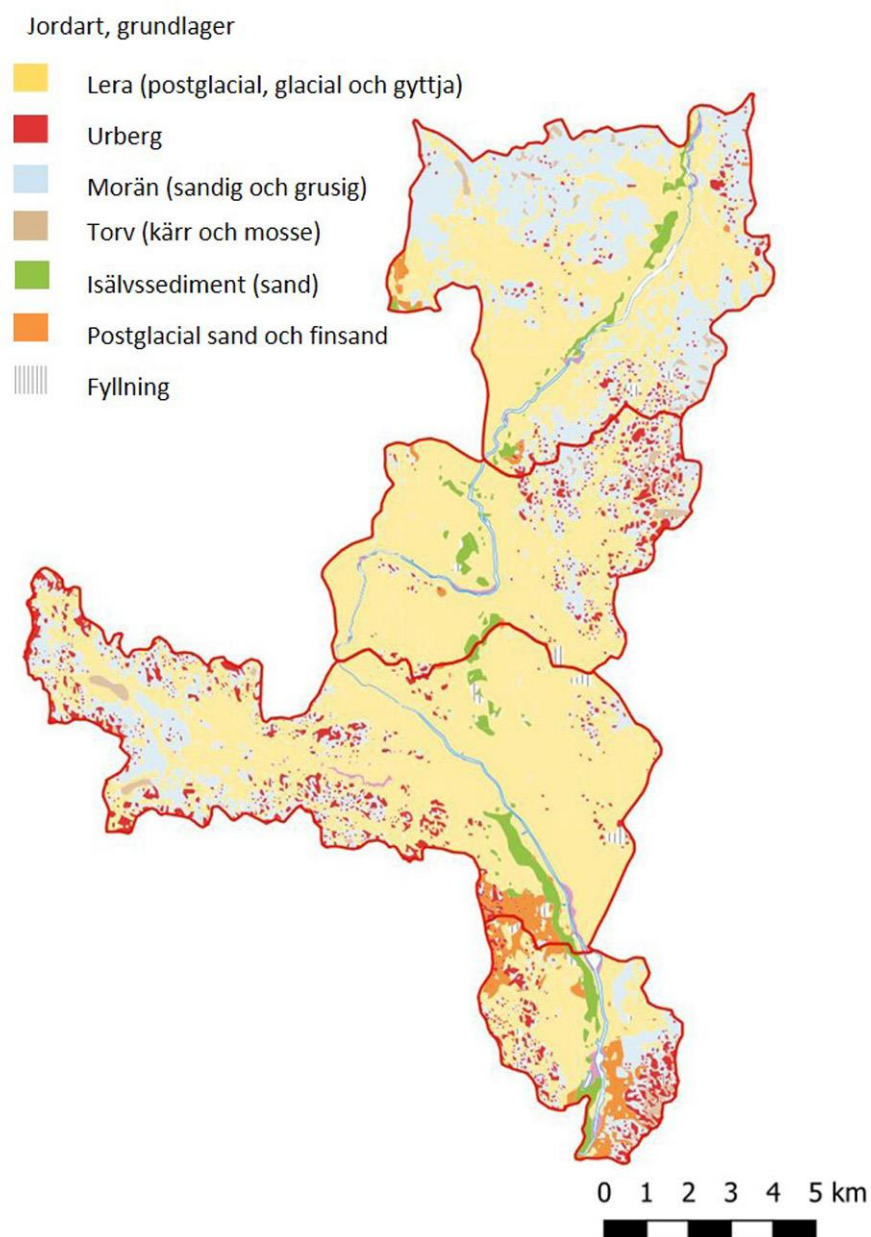 Jordart, grundlager
Lera (postglacial, glacial och gyttja)
Urberg
Morän (sandig och grusig)
Torv (kärr och mosse)
Isälvssediment (sand)
Postglacial sand och finsand
Fyllning
0 1 2 3 4 5 km